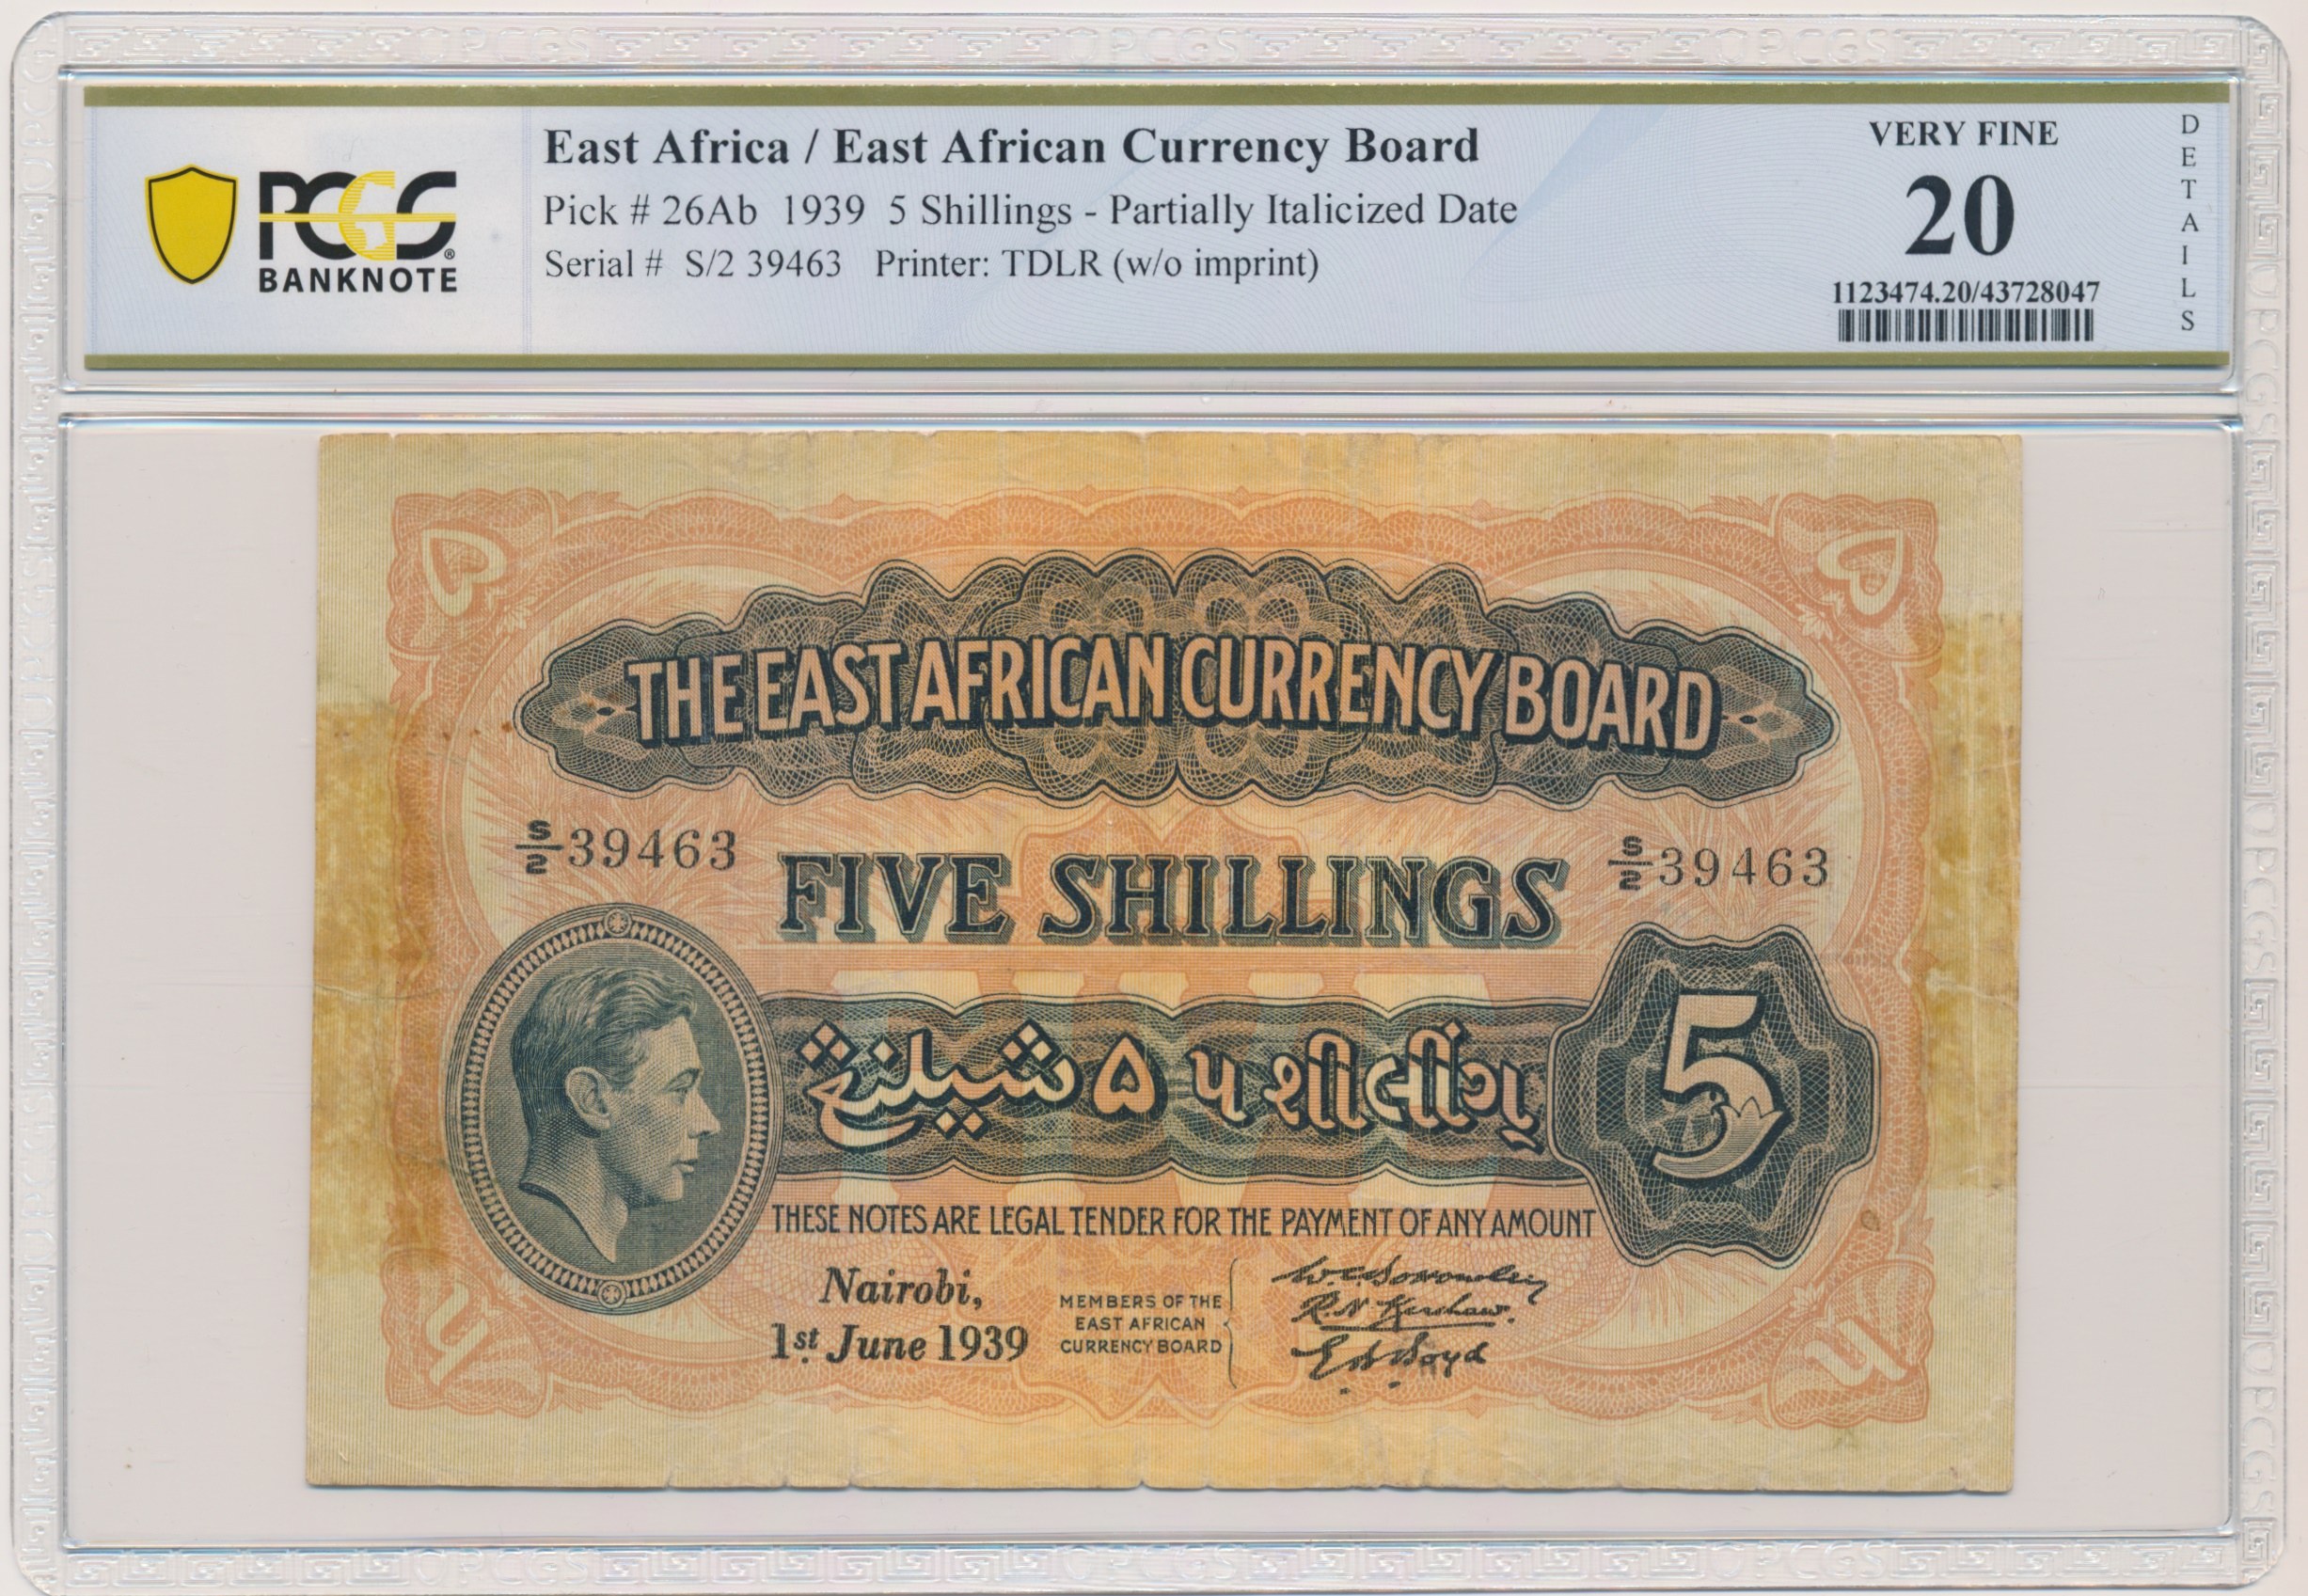 East Africa / East African Currency Board
Pick # 26Ab 1939 5 Shillings - Partially Italicized Date
Serial # S/2 39463 Printer: TDLR (w/o imprint)
PCGS
BANKNOTE
VERY FINE
20
1123474.20/43728047
DETAILS
THE EAST AFRICAN CURRENCY BOARD
S/2 39463
S/2 39463
FIVE SHILLINGS
۵ شيلنغ
૫ શીલીંગ
5
THESE NOTES ARE LEGAL TENDER FOR THE PAYMENT OF ANY AMOUNT
Nairobi,
1st June 1939
MEMBERS OF THE
EAST AFRICAN
CURRENCY BOARD
R.N. Kershaw.